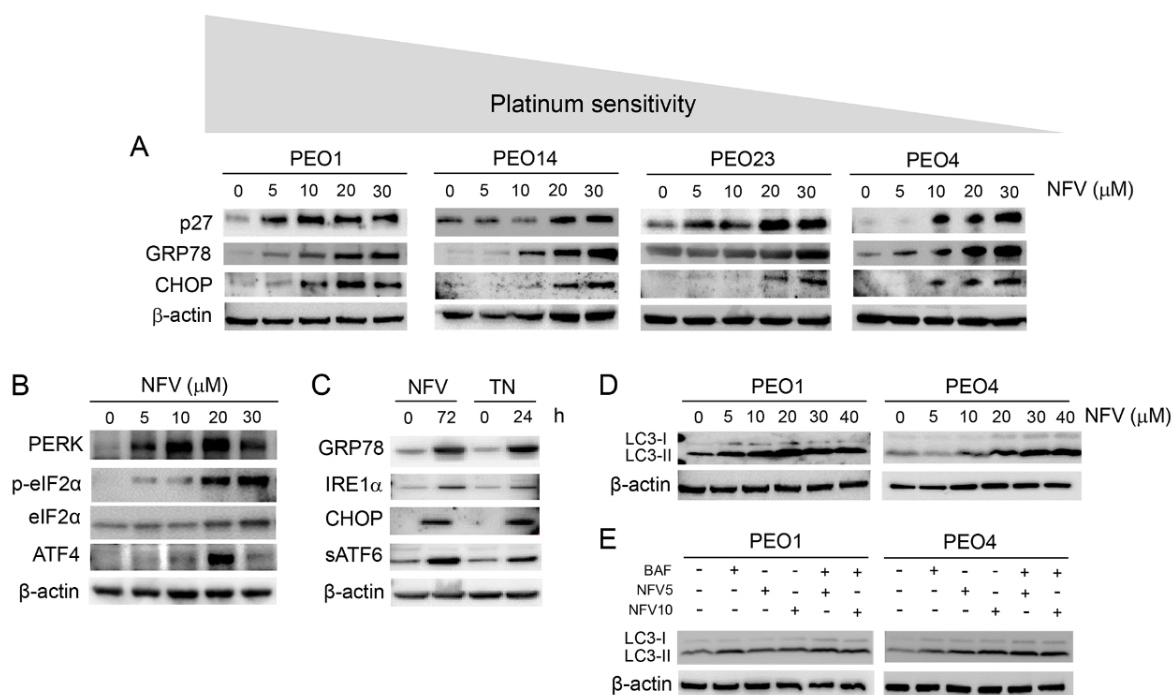 Platinum sensitivity
A
PEO1 PEO14 PEO23 PEO4
0 5 10 20 30 0 5 10 20 30 0 5 10 20 30 0 5 10 20 30 NFV (μM)
p27
GRP78
CHOP
β-actin
B
NFV (μM)
0 5 10 20 30
PERK
p-eIF2α
eIF2α
ATF4
β-actin
C
NFV TN
0 72 0 24 h
GRP78
IRE1α
CHOP
sATF6
β-actin
D
PEO1 PEO4
0 5 10 20 30 40 0 5 10 20 30 40 NFV (μM)
LC3-I
LC3-II
β-actin
E
PEO1 PEO4
BAF - + - - + + - + - - + +
NFV5 - - + - + - - - + - + -
NFV10 - - - + - + - - - + - +
LC3-I
LC3-II
β-actin